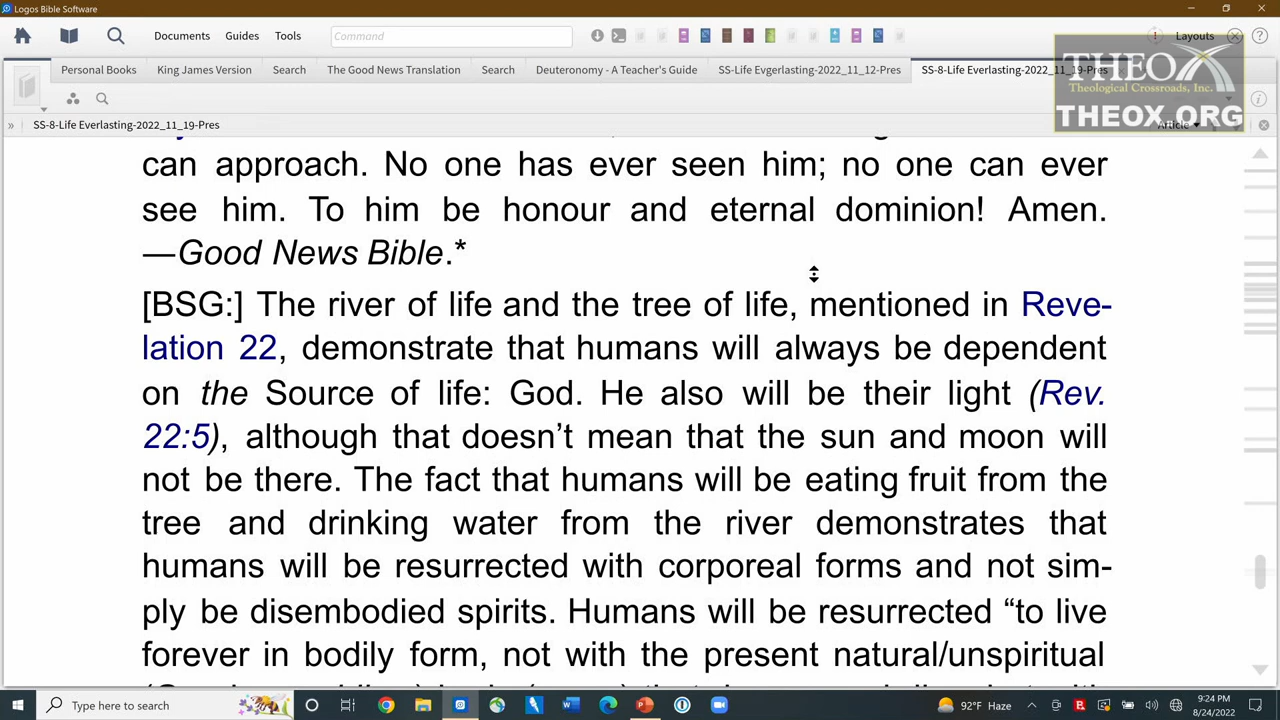 Logos Bible Software
Documents Guides Tools Command Layouts
Personal Books King James Version Search Search Deuteronomy - A Teacher's Guide SS-Life Evgerlasting-2022_11_12-Pres SS-8-Life Everlasting-2022_11_19-Pres
THEOX
Theological Crossroads, Inc.
THEOX.ORG
SS-8-Life Everlasting-2022_11_19-Pres Article
can approach. No one has ever seen him; no one can ever
see him. To him be honour and eternal dominion! Amen.
—Good News Bible.*
[BSG:] The river of life and the tree of life, mentioned in Reve-
lation 22, demonstrate that humans will always be dependent
on the Source of life: God. He also will be their light (Rev.
22:5), although that doesn’t mean that the sun and moon will
not be there. The fact that humans will be eating fruit from the
tree and drinking water from the river demonstrates that
humans will be resurrected with corporeal forms and not sim-
ply be disembodied spirits. Humans will be resurrected “to live
forever in bodily form, not with the present natural/unspiritual
Type here to search 92°F Haze 9:24 PM
8/24/2022